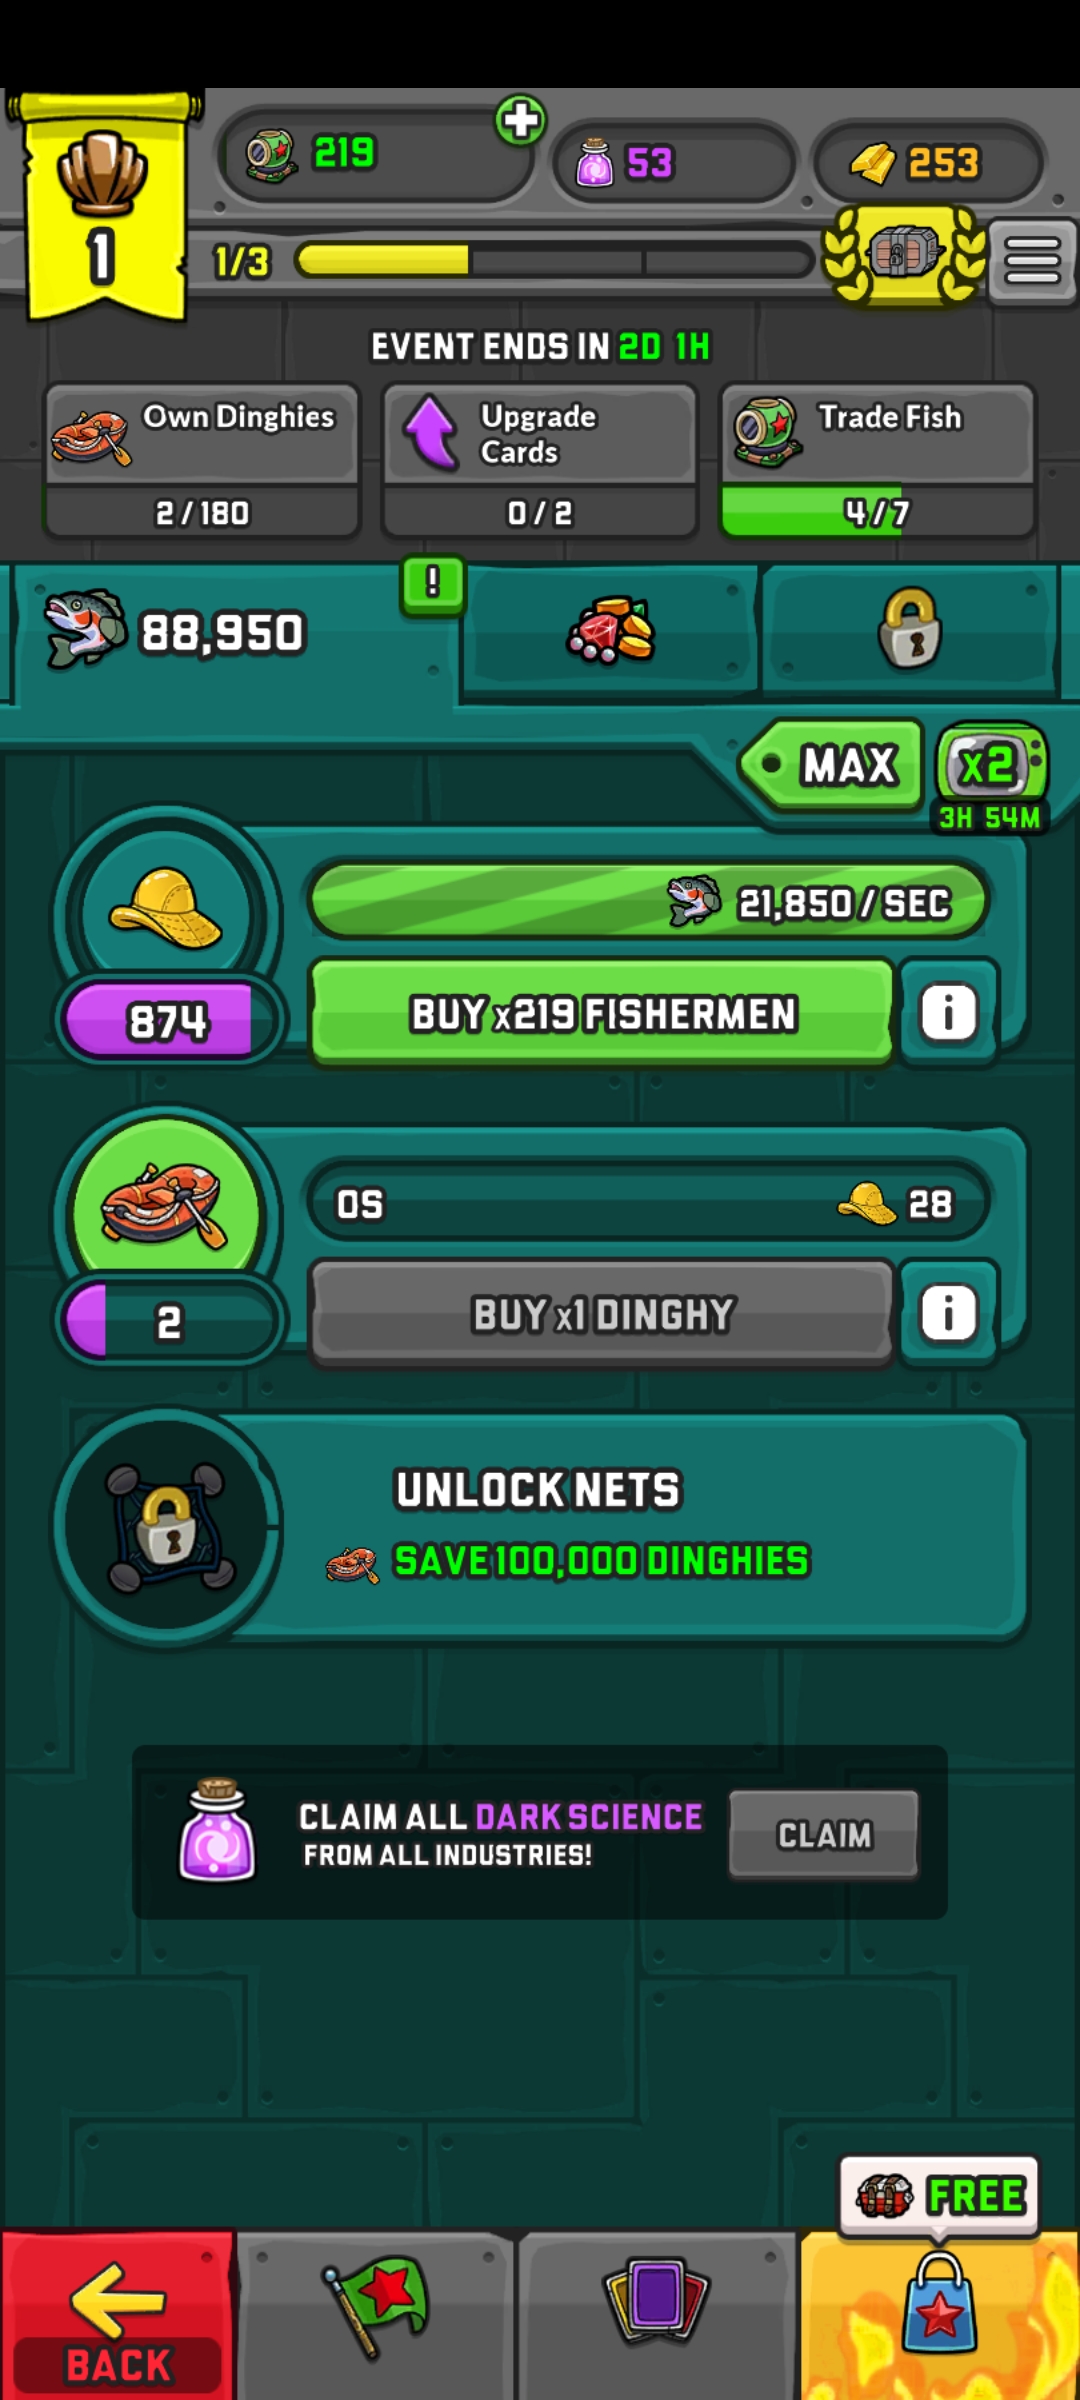 219
53
253
1
1/3
EVENT ENDS IN 2D 1H
Own Dinghies
2/180
Upgrade
Cards
0/2
Trade Fish
4/7
88,950
!
MAX
x2
3H 54M
21,850/SEC
874
BUY x219 FISHERMEN
i
0S
28
2
BUY x1 DINGHY
i
UNLOCK NETS
SAVE 100,000 DINGHIES
CLAIM ALL DARK SCIENCE
FROM ALL INDUSTRIES!
CLAIM
FREE
BACK